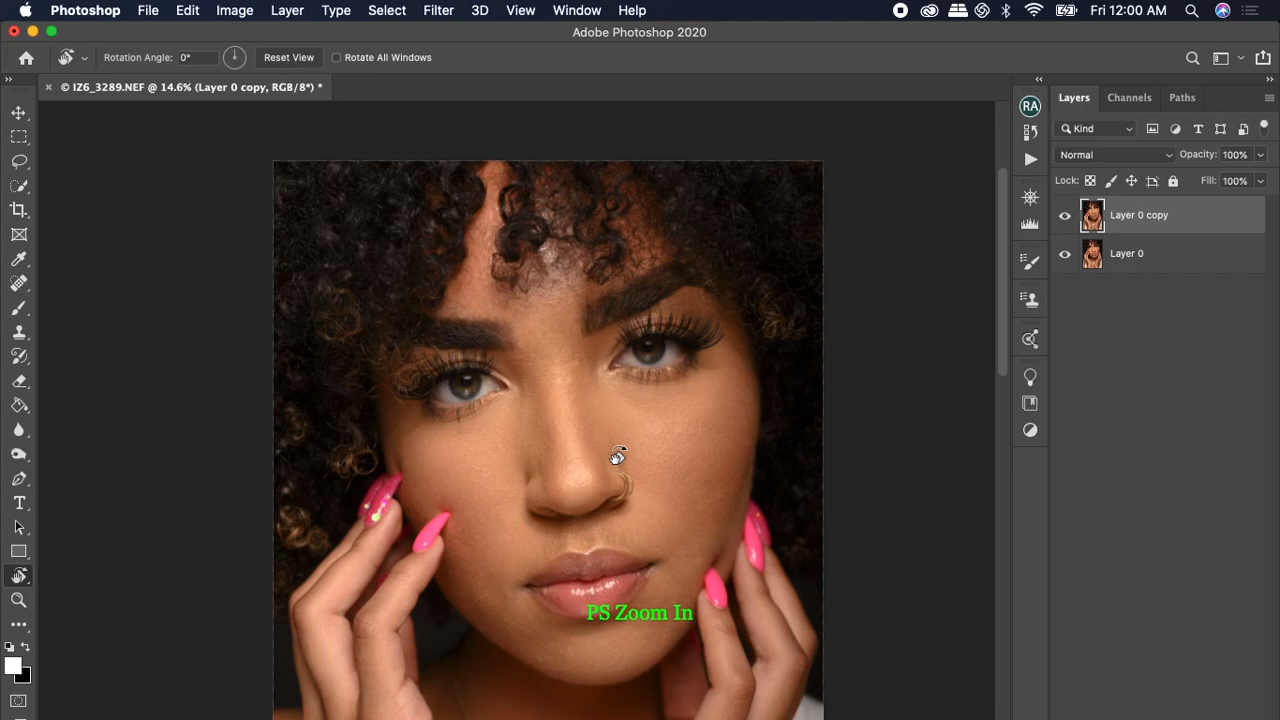 Photoshop File Edit Image Layer Type Select Filter 3D View Window Help Fri 12:00 AM
Adobe Photoshop 2020
Rotation Angle: 0° Reset View Rotate All Windows
© IZ6_3289.NEF @ 14.6% (Layer 0 copy, RGB/8*) *
Layers Channels Paths
Kind
Normal Opacity: 100%
Lock: Fill: 100%
RA
Layer 0 copy
Layer 0
PS Zoom In